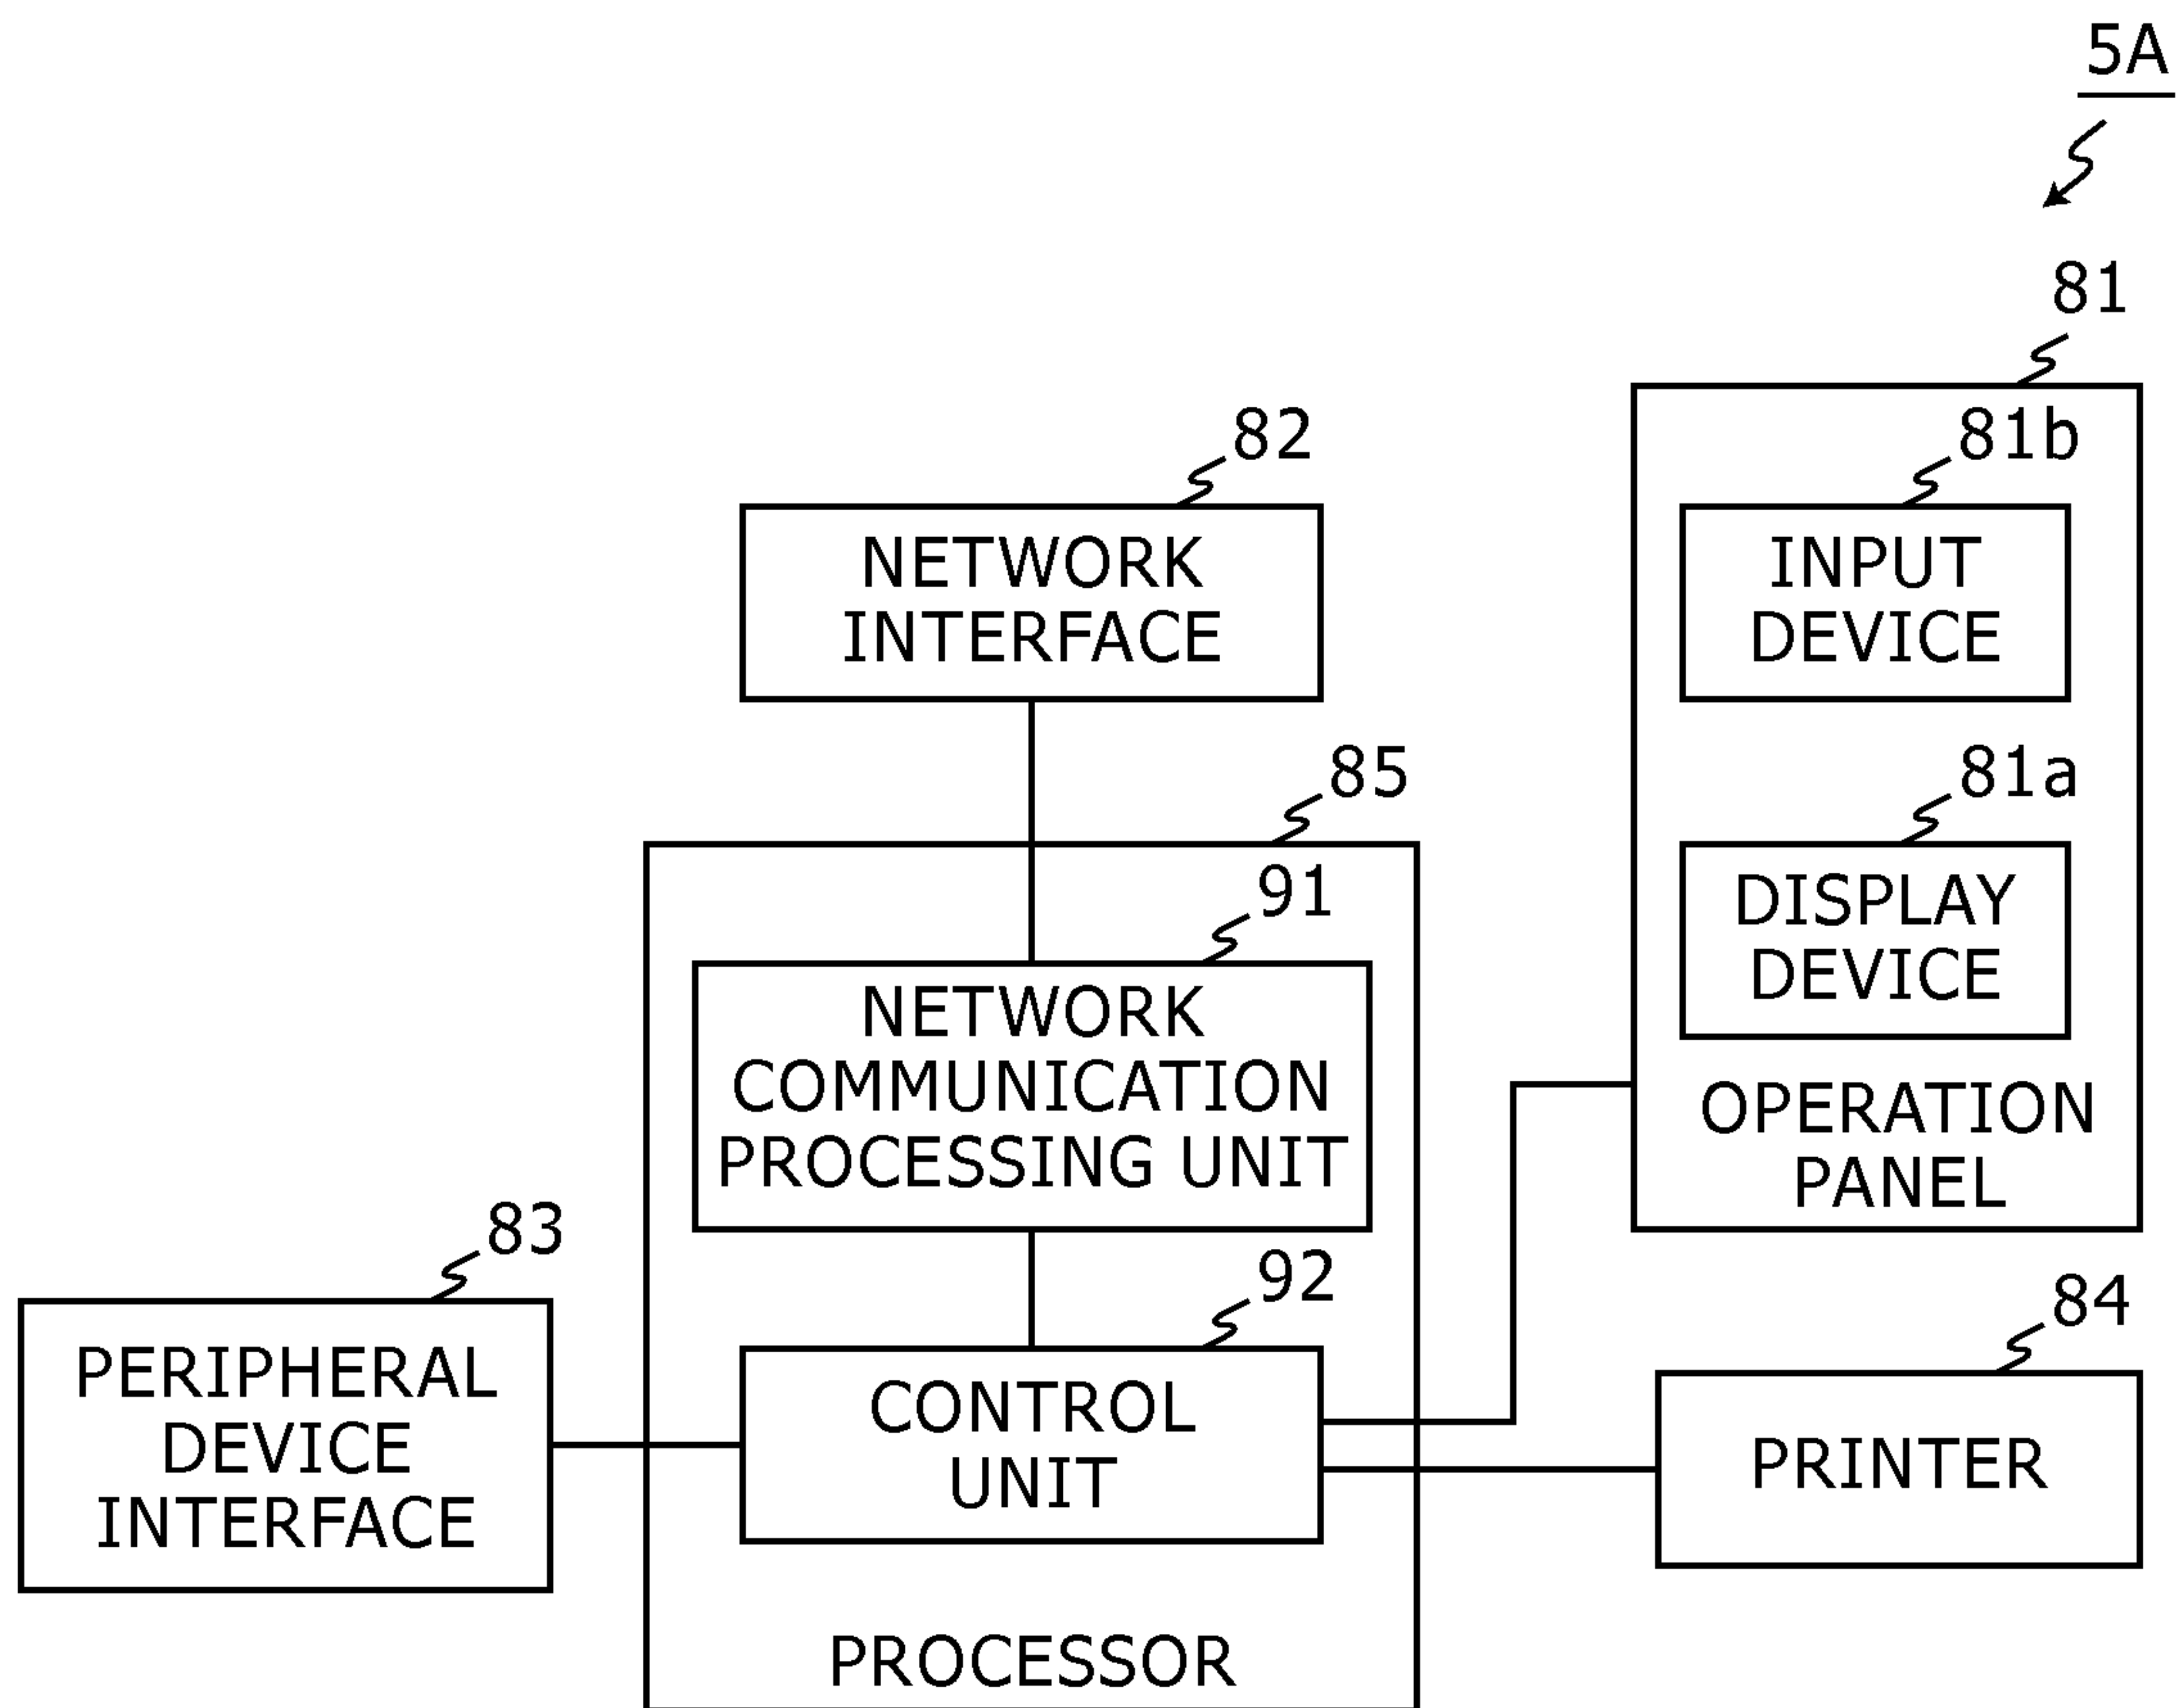 5A
81
82
81b
NETWORK
INTERFACE
INPUT
DEVICE
85
81a
91
DISPLAY
DEVICE
NETWORK
COMMUNICATION
PROCESSING UNIT
OPERATION
PANEL
83
92
84
PERIPHERAL
DEVICE
INTERFACE
CONTROL
UNIT
PRINTER
PROCESSOR